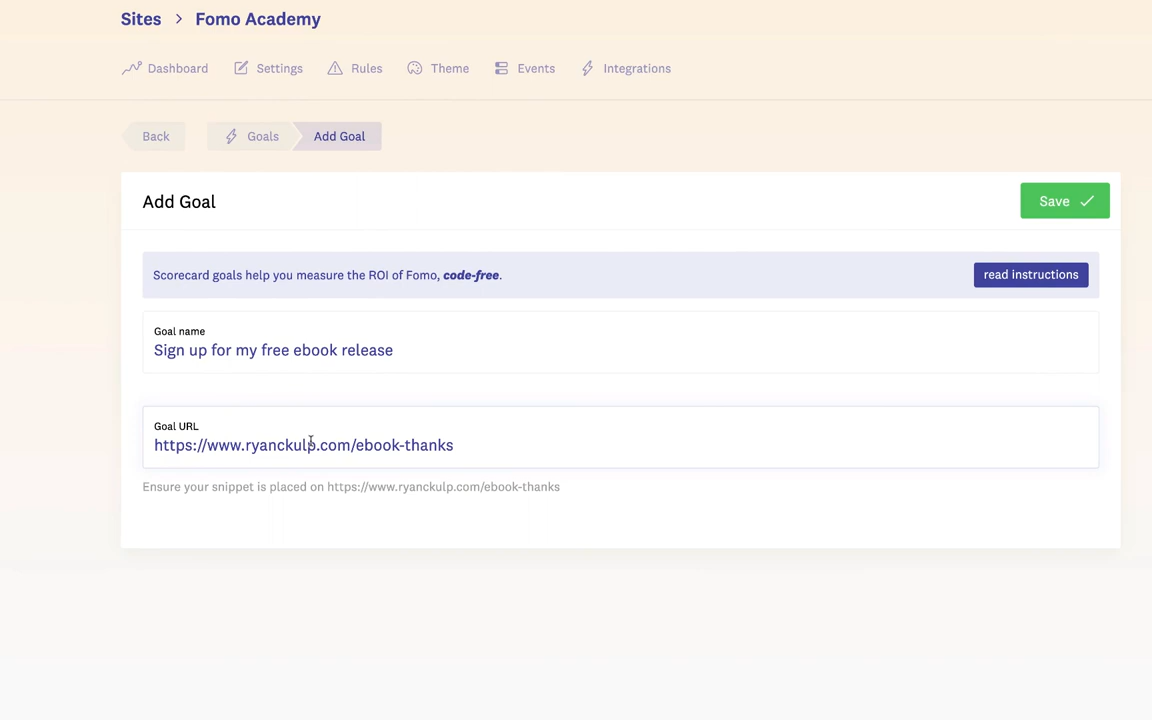 Sites > Fomo Academy
Dashboard Settings Rules Theme Events Integrations
Back Goals Add Goal
Add Goal
Save
Scorecard goals help you measure the ROI of Fomo, code-free.
read instructions
Goal name
Sign up for my free ebook release
Goal URL
https://www.ryanckulp.com/ebook-thanks
Ensure your snippet is placed on https://www.ryanckulp.com/ebook-thanks